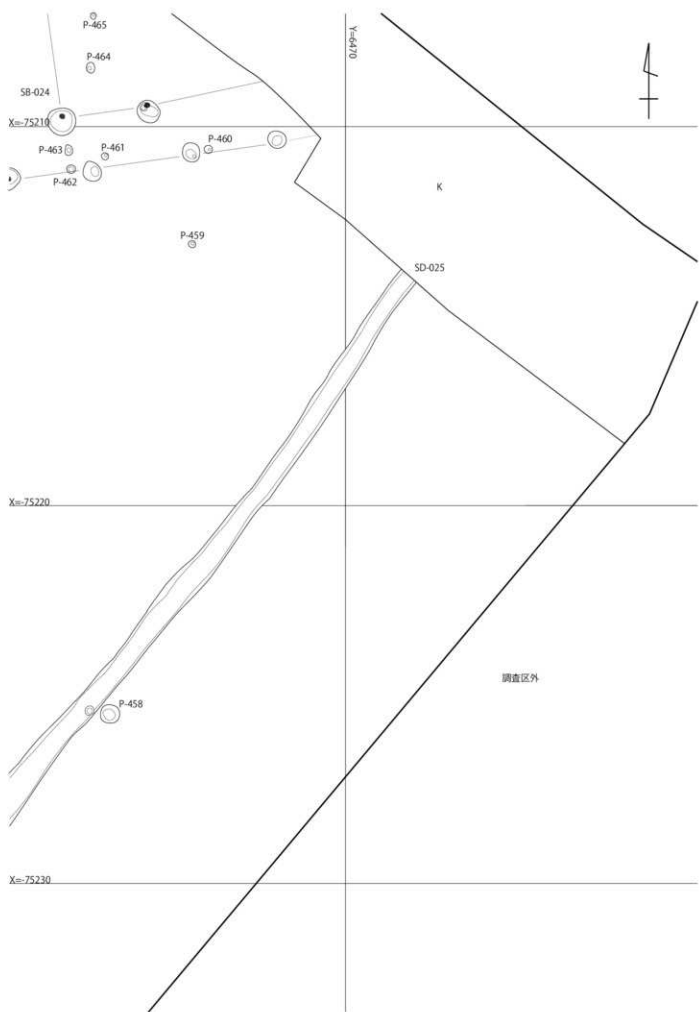 P-465
Y=6470
P-464
SB-024
X=-75210
P-463
P-461
P-460
P-462
K
P-459
SD-025
X=-75220
調査区外
P-458
X=-75230